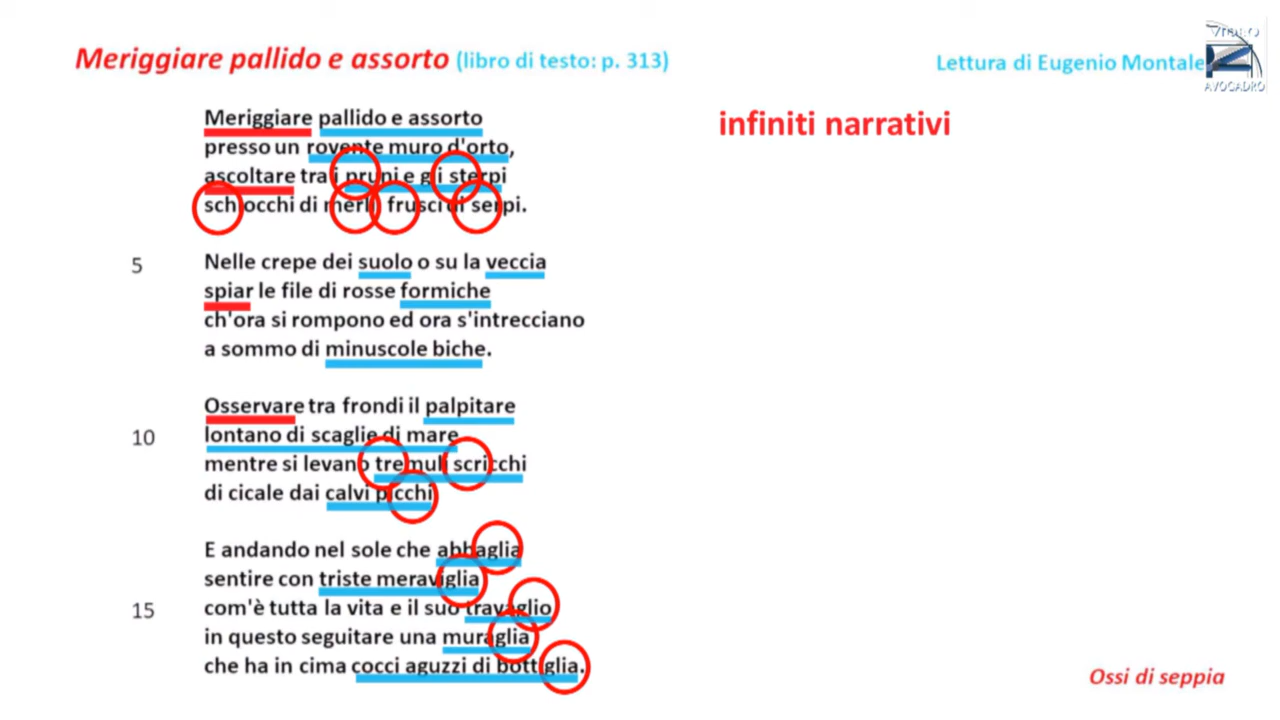 Meriggiare pallido e assorto (libro di testo: p. 313)
Lettura di Eugenio Montale
VIDEO
AVOGADRO
infiniti narrativi
Meriggiare pallido e assorto
presso un rovente muro d'orto,
ascoltare tra i pruni e gli sterpi
schiocchi di merli, frusci di serpi.
5 Nelle crepe dei suolo o su la veccia
spiar le file di rosse formiche
ch'ora si rompono ed ora s'intrecciano
a sommo di minuscole biche.
Osservare tra frondi il palpitare
10 lontano di scaglie di mare
mentre si levano tremuli scricchi
di cicale dai calvi picchi
E andando nel sole che abbaglia
sentire con triste meraviglia
15 com'è tutta la vita e il suo travaglio
in questo seguitare una muraglia
che ha in cima cocci aguzzi di bottiglia.
Ossi di seppia